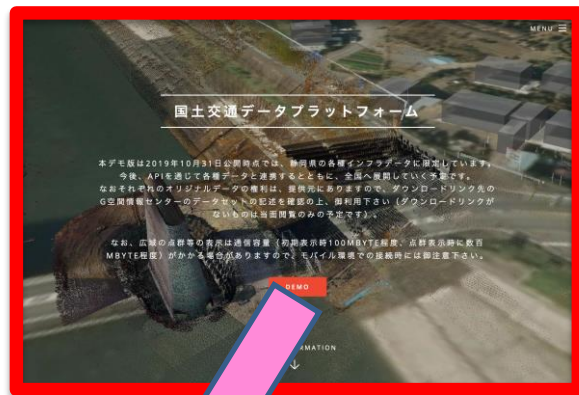 MENU
国土交通データプラットフォーム
本デモ版は2019年10月31日公開時点では、静岡県の各種インフラデータに限定しています。
今後、APIを通じて各種データと連携するとともに、全国へ展開していく予定です。
なおそれぞれのオリジナルデータの権利は、提供元にありますので、ダウンロードリンク先の
G空間情報センターのデータセットの記述を確認の上、御利用下さい（ダウンロードリンクが
ないものは当面閲覧のみの予定です）。
なお、広域の点群等の表示は通信容量（初期表示時100MBYTE程度、点群表示時に数百
MBYTE程度）がかかる場合がありますので、モバイル環境での接続時には御注意下さい。
DEMO
RMATION